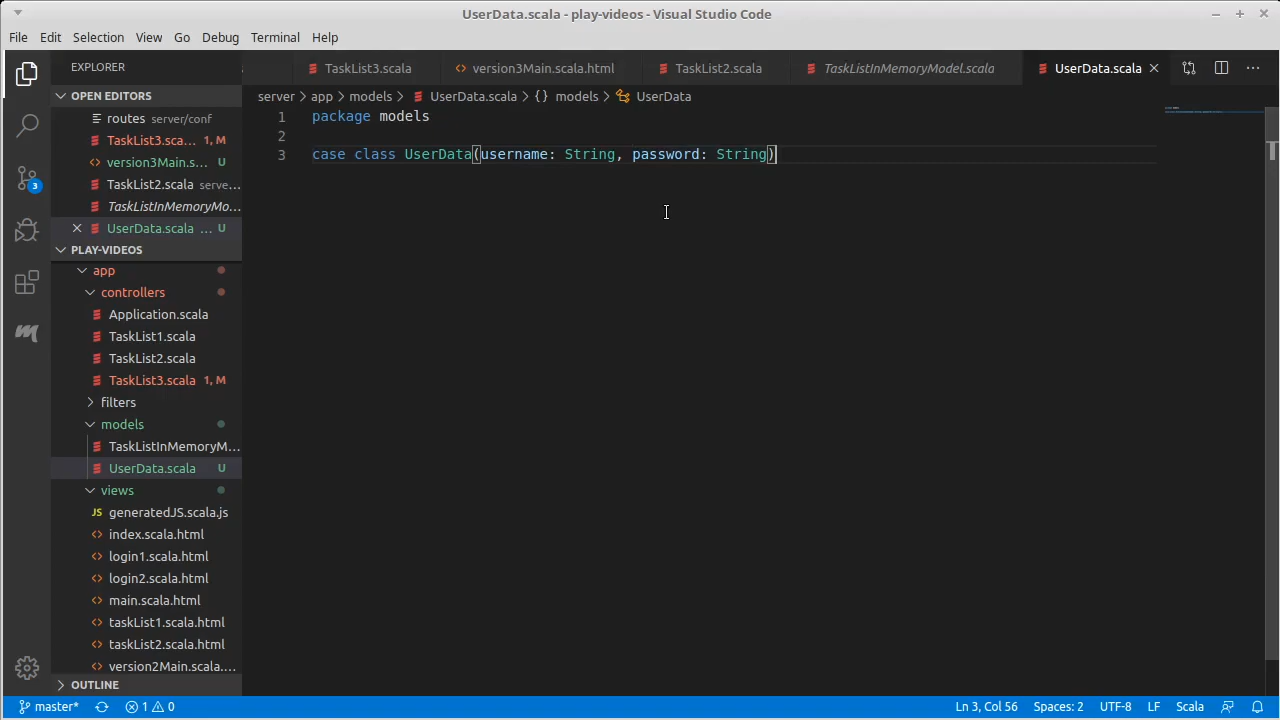 UserData.scala - play-videos - Visual Studio Code
File Edit Selection View Go Debug Terminal Help
EXPLORER
TaskList3.scala version3Main.scala.html TaskList2.scala TaskListInMemoryModel.scala UserData.scala
OPEN EDITORS
server > app > models > UserData.scala > {} models > UserData
routes server/conf
TaskList3.sca... 1, M
version3Main.s... U
TaskList2.scala serve...
TaskListInMemoryMo...
UserData.scala ... U
1 package models
2
3 case class UserData(username: String, password: String)
PLAY-VIDEOS
app
controllers
Application.scala
TaskList1.scala
TaskList2.scala
TaskList3.scala 1, M
filters
models
TaskListInMemoryM...
UserData.scala U
views
JS generatedJS.scala.js
index.scala.html
login1.scala.html
login2.scala.html
main.scala.html
taskList1.scala.html
taskList2.scala.html
version2Main.scala....
OUTLINE
3
master* 1 0 Ln 3, Col 56 Spaces: 2 UTF-8 LF Scala